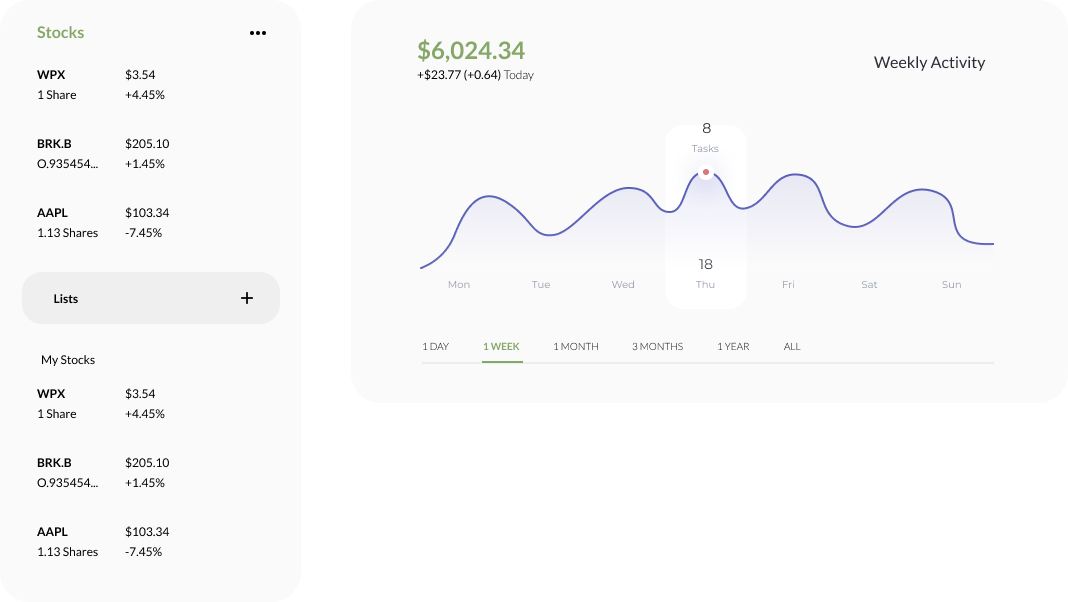 Stocks
WPX $3.54
1 Share +4.45%
BRK.B $205.10
O.935454... +1.45%
AAPL $103.34
1.13 Shares -7.45%
Lists +
My Stocks
WPX $3.54
1 Share +4.45%
BRK.B $205.10
O.935454... +1.45%
AAPL $103.34
1.13 Shares -7.45%
$6,024.34
+$23.77 (+0.64) Today
Weekly Activity
8
Tasks
18
Mon Tue Wed Thu Fri Sat Sun
1 DAY 1 WEEK 1 MONTH 3 MONTHS 1 YEAR ALL